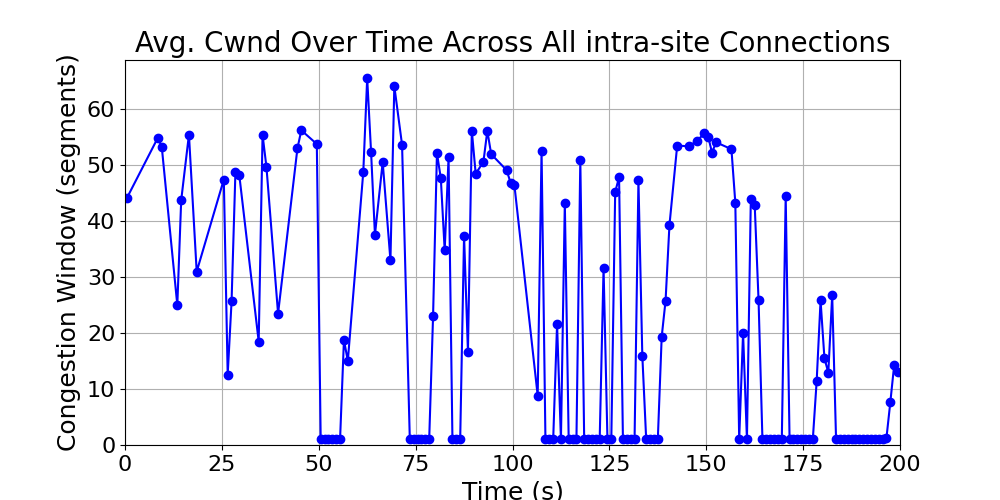 Avg. Cwnd Over Time Across All intra-site Connections
Congestion Window (segments)
60
50
40
30
20
10
0
0 25 50 75 100 125 150 175 200
Time (s)